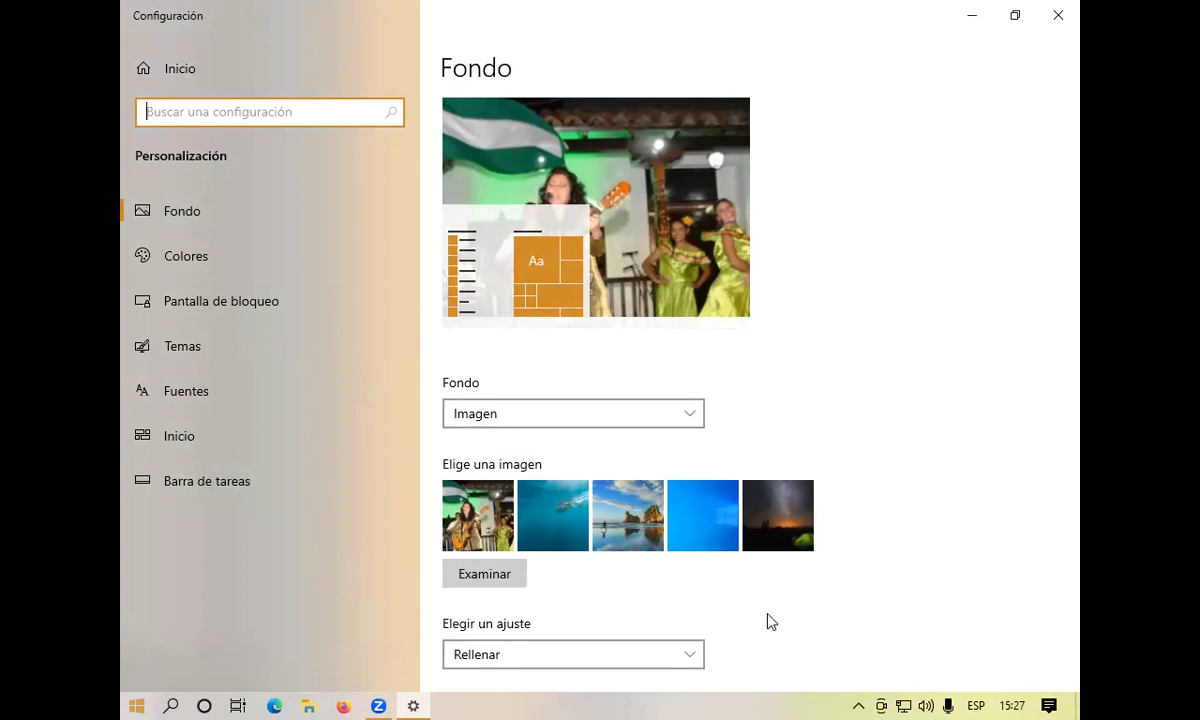 Configuración
Inicio
Buscar una configuración
Personalización
Fondo
Colores
Pantalla de bloqueo
Temas
Fuentes
Inicio
Barra de tareas
Fondo
Aa
Fondo
Imagen
Elige una imagen
Examinar
Elegir un ajuste
Rellenar
ESP
15:27